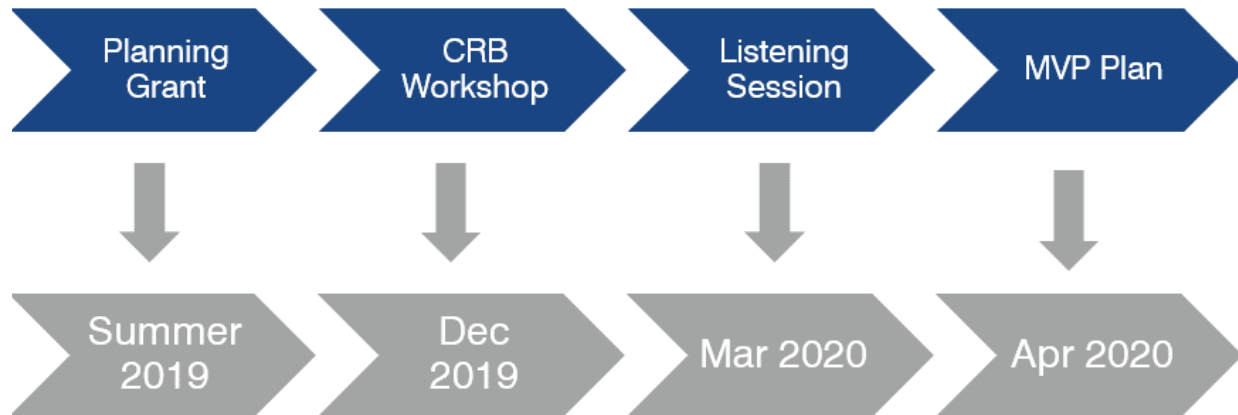 Planning
Grant
CRB
Workshop
Listening
Session
MVP Plan
Summer
2019
Dec
2019
Mar 2020
Apr 2020